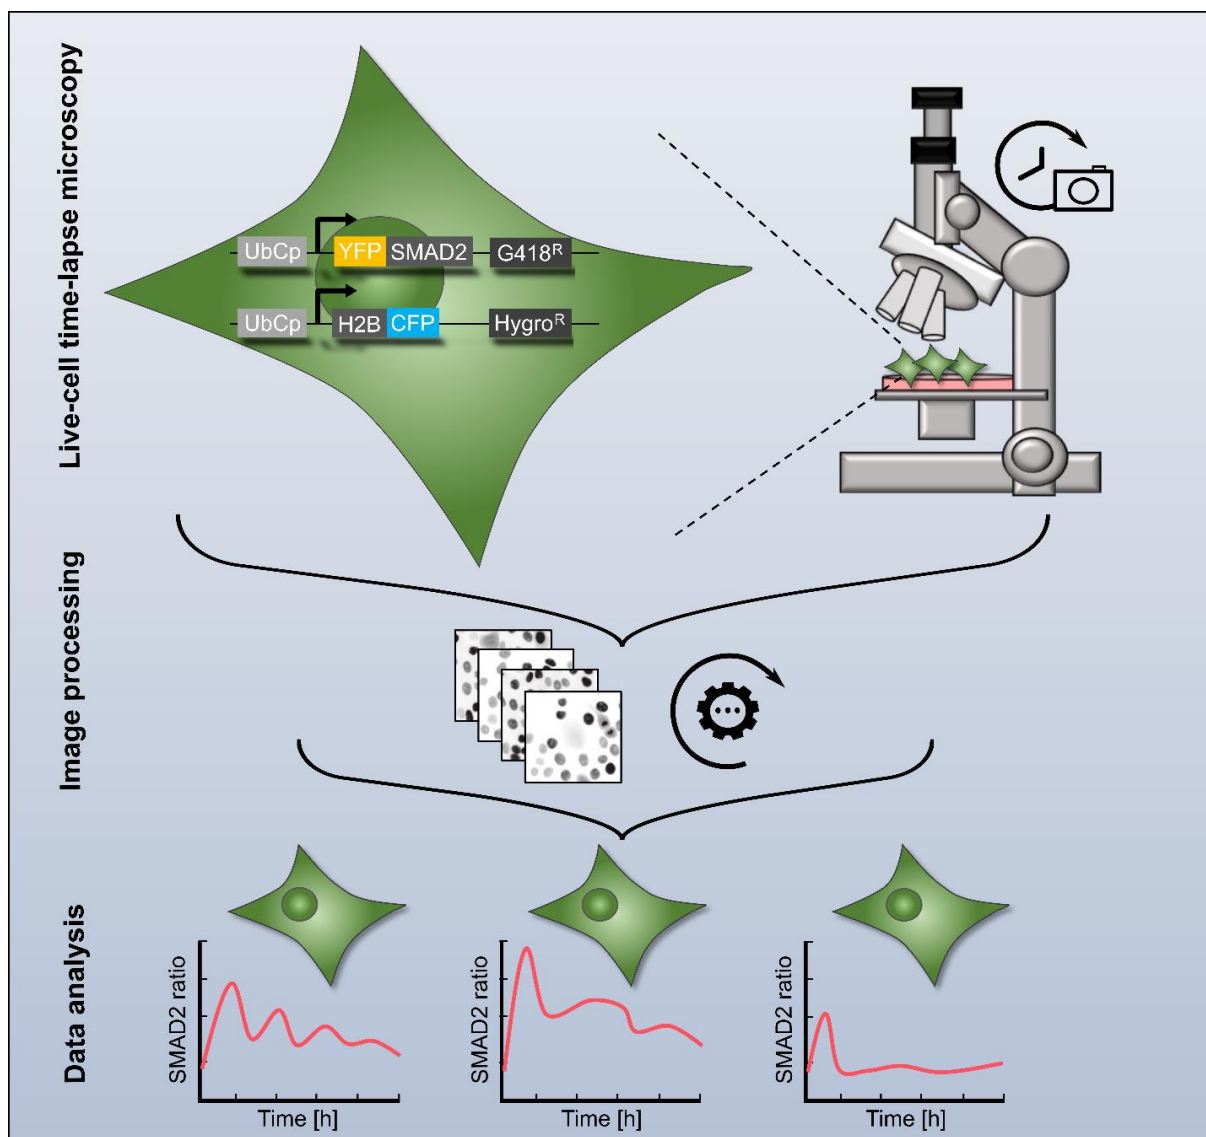 Live-cell time-lapse microscopy
UbCp YFP SMAD2 G418ᴿ
UbCp H2B CFP Hygroᴿ
Image processing
Data analysis
SMAD2 ratio
Time [h]
SMAD2 ratio
Time [h]
SMAD2 ratio
Time [h]